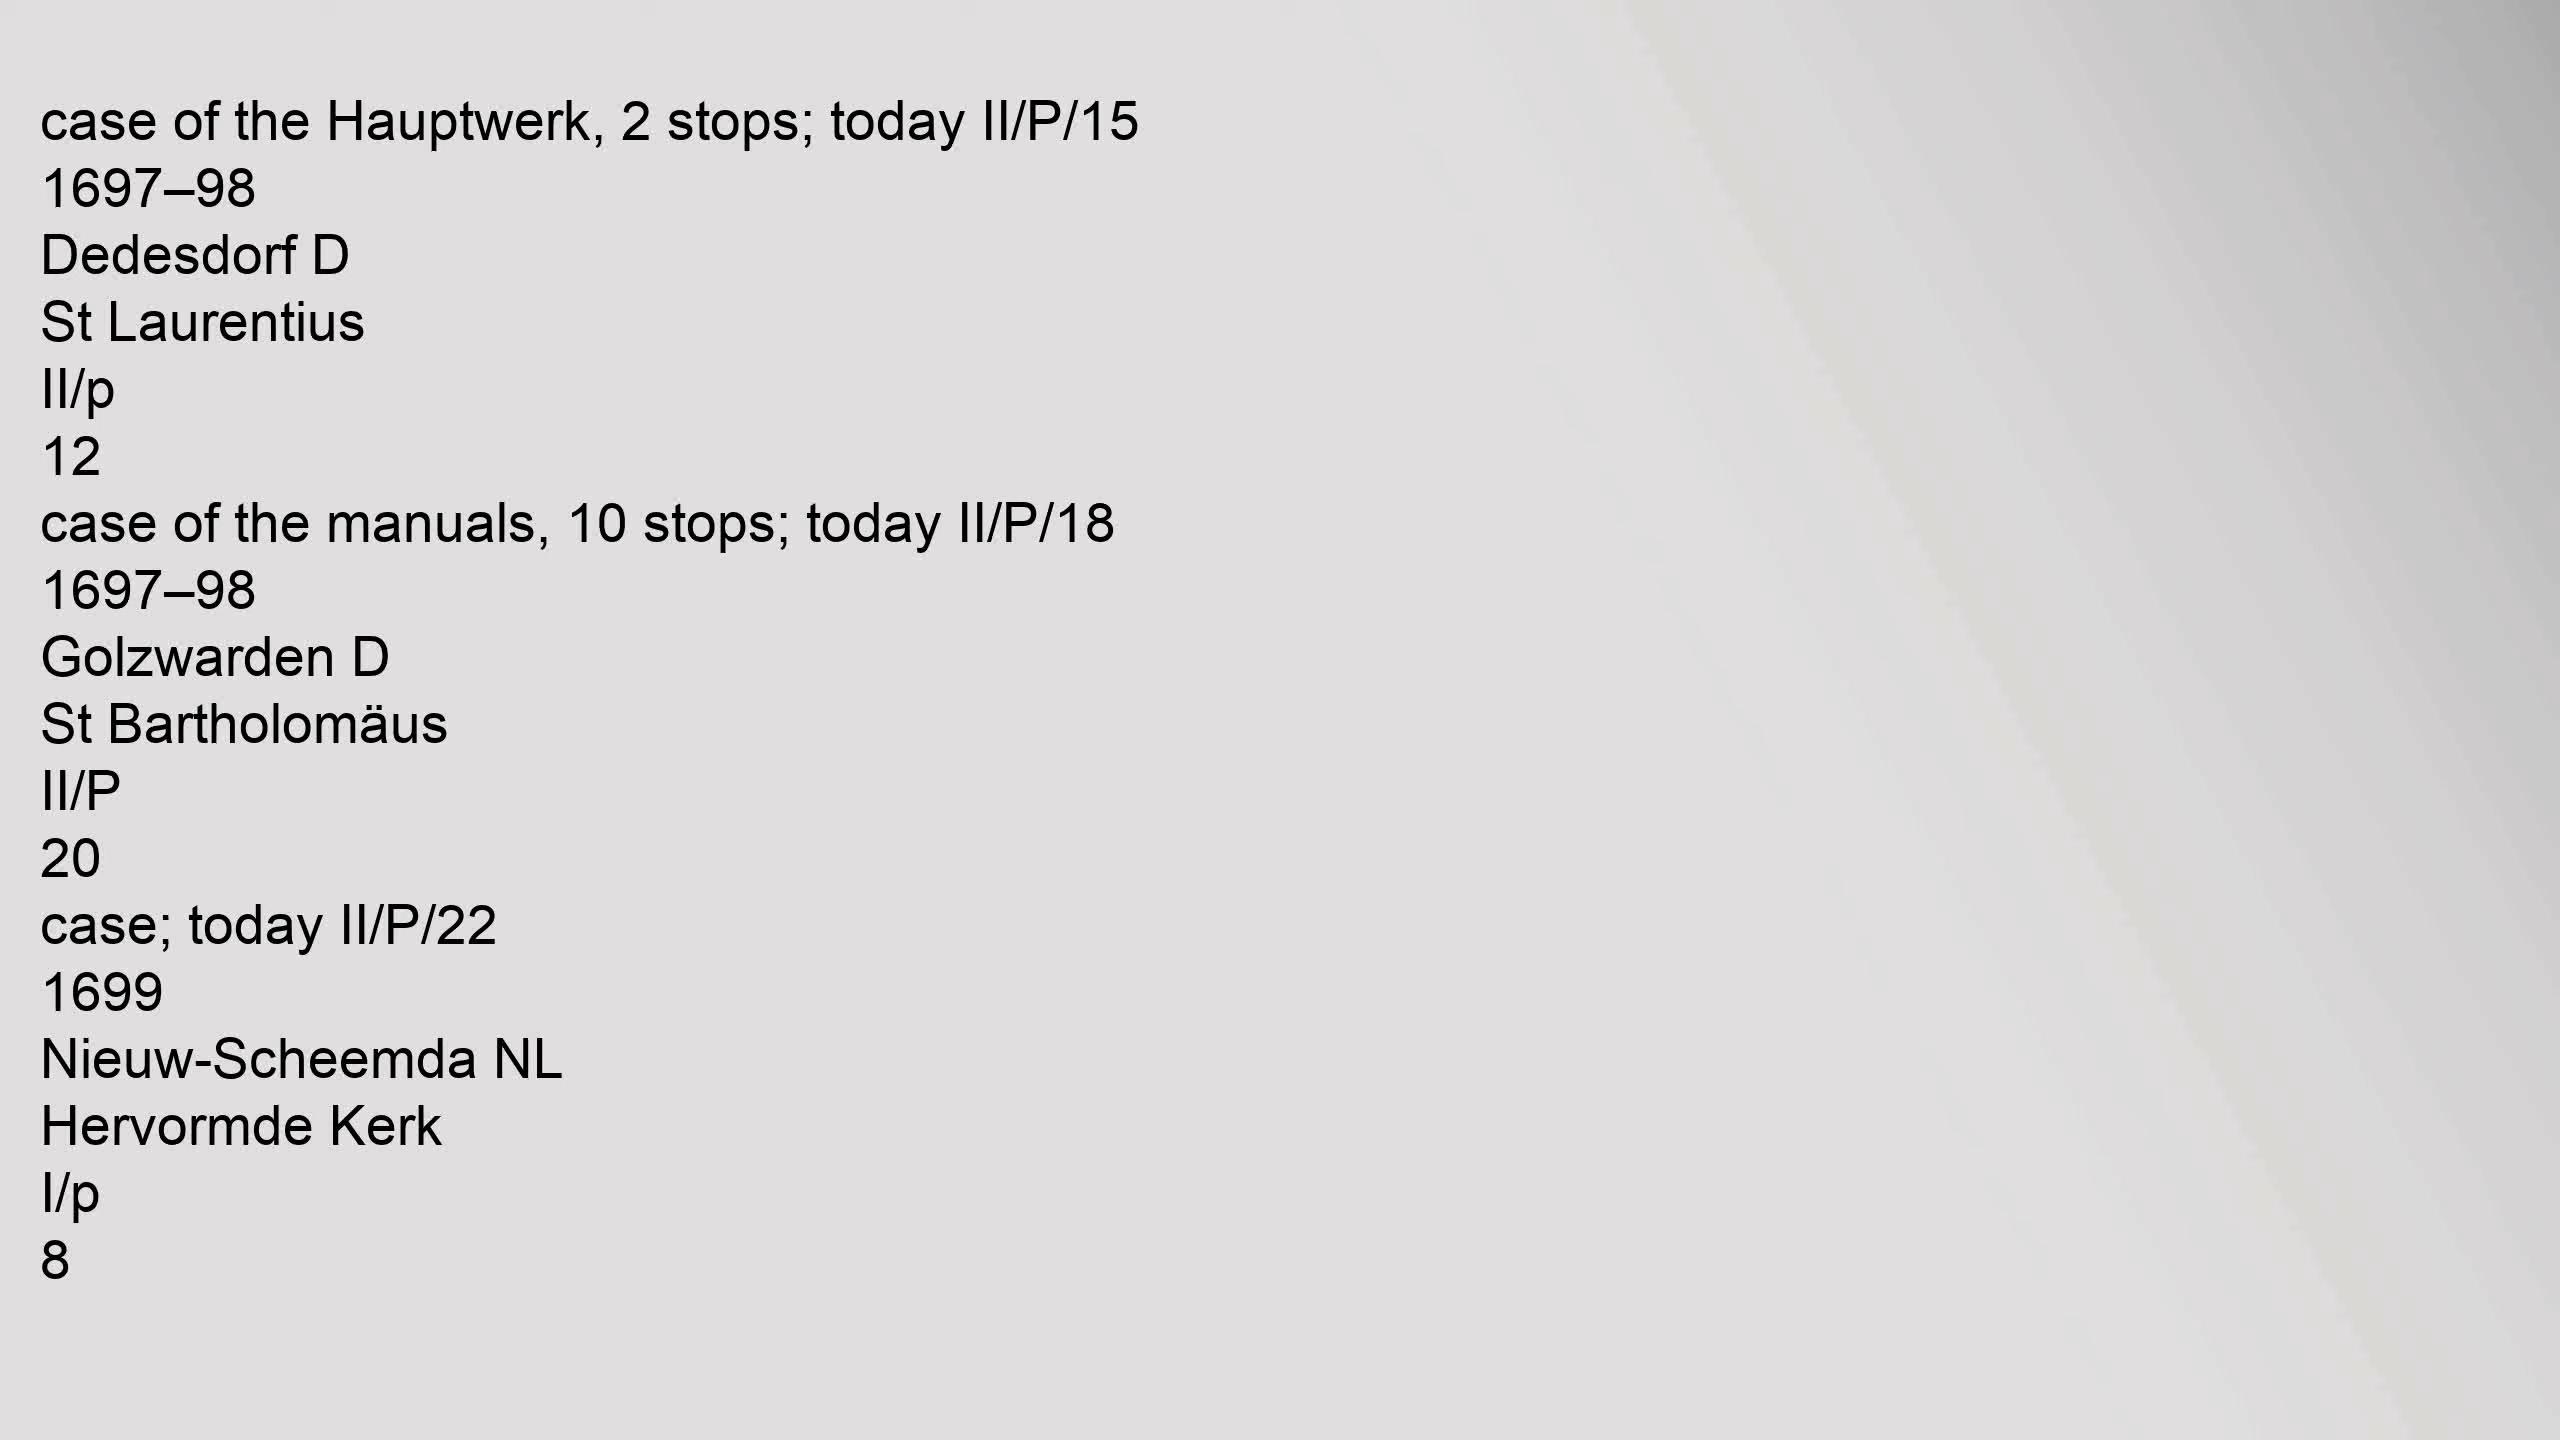 case of the Hauptwerk, 2 stops; today II/P/15
1697–98
Dedesdorf D
St Laurentius
II/p
12
case of the manuals, 10 stops; today II/P/18
1697–98
Golzwarden D
St Bartholomäus
II/P
20
case; today II/P/22
1699
Nieuw-Scheemda NL
Hervormde Kerk
I/p
8